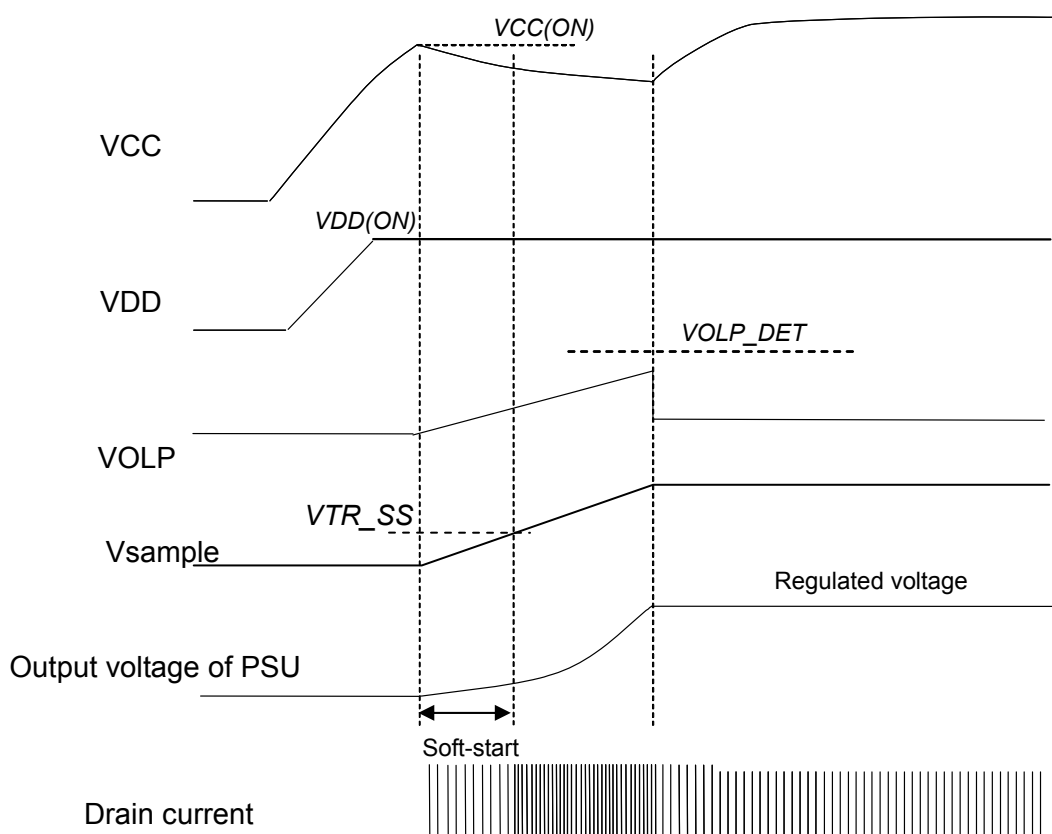 VCC(ON)
VCC
VDD(ON)
VDD
VOLP_DET
VOLP
VTR_SS
Vsample
Regulated voltage
Output voltage of PSU
Soft-start
Drain current